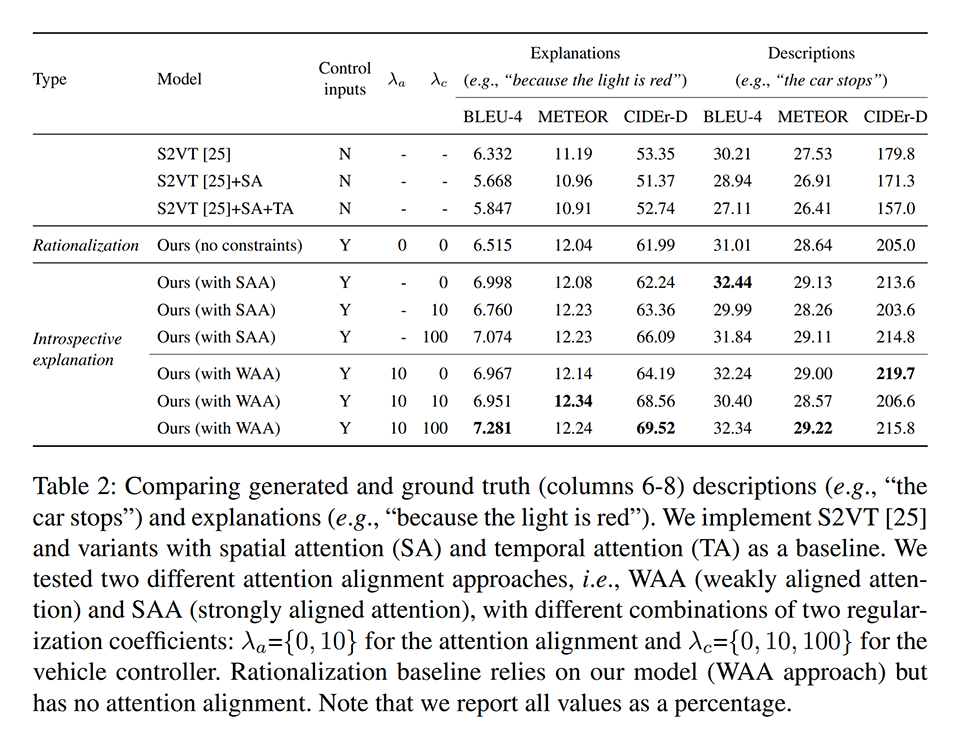 Explanations Descriptions
Type Model Control inputs λa λc (e.g., “because the light is red”) (e.g., “the car stops”)
BLEU-4 METEOR CIDEr-D BLEU-4 METEOR CIDEr-D
S2VT [25] N - - 6.332 11.19 53.35 30.21 27.53 179.8
S2VT [25]+SA N - - 5.668 10.96 51.37 28.94 26.91 171.3
S2VT [25]+SA+TA N - - 5.847 10.91 52.74 27.11 26.41 157.0
Rationalization Ours (no constraints) Y 0 0 6.515 12.04 61.99 31.01 28.64 205.0
Introspective explanation
Ours (with SAA) Y - 0 6.998 12.08 62.24 32.44 29.13 213.6
Ours (with SAA) Y - 10 6.760 12.23 63.36 29.99 28.26 203.6
Ours (with SAA) Y - 100 7.074 12.23 66.09 31.84 29.11 214.8
Ours (with WAA) Y 10 0 6.967 12.14 64.19 32.24 29.00 219.7
Ours (with WAA) Y 10 10 6.951 12.34 68.56 30.40 28.57 206.6
Ours (with WAA) Y 10 100 7.281 12.24 69.52 32.34 29.22 215.8
Table 2: Comparing generated and ground truth (columns 6-8) descriptions (e.g., “the
car stops”) and explanations (e.g., “because the light is red”). We implement S2VT [25]
and variants with spatial attention (SA) and temporal attention (TA) as a baseline. We
tested two different attention alignment approaches, i.e., WAA (weakly aligned atten-
tion) and SAA (strongly aligned attention), with different combinations of two regular-
ization coefficients: λa={0, 10} for the attention alignment and λc={0, 10, 100} for the
vehicle controller. Rationalization baseline relies on our model (WAA approach) but
has no attention alignment. Note that we report all values as a percentage.